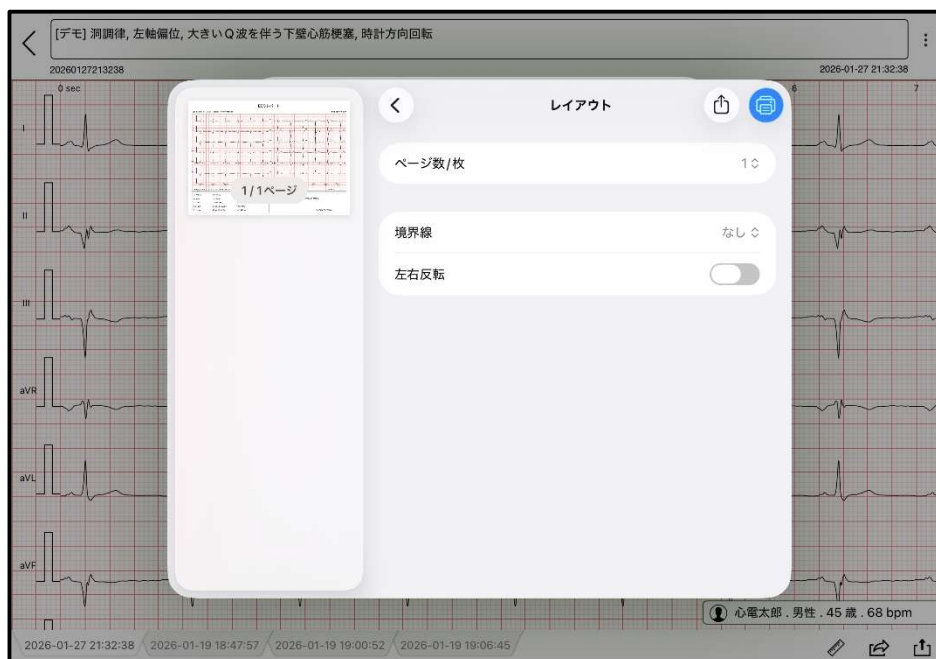 [デモ] 洞調律, 左軸偏位, 大きいQ波を伴う下壁心筋梗塞, 時計方向回転
20260127213238
2026-01-27 21:32:38
0 sec
6
7
I
II
III
aVR
aVL
aVF
1/1ページ
レイアウト
ページ数/枚
1
境界線
なし
左右反転
心電太郎 . 男性 . 45 歳 . 68 bpm
2026-01-27 21:32:38
2026-01-19 18:47:57
2026-01-19 19:00:52
2026-01-19 19:06:45